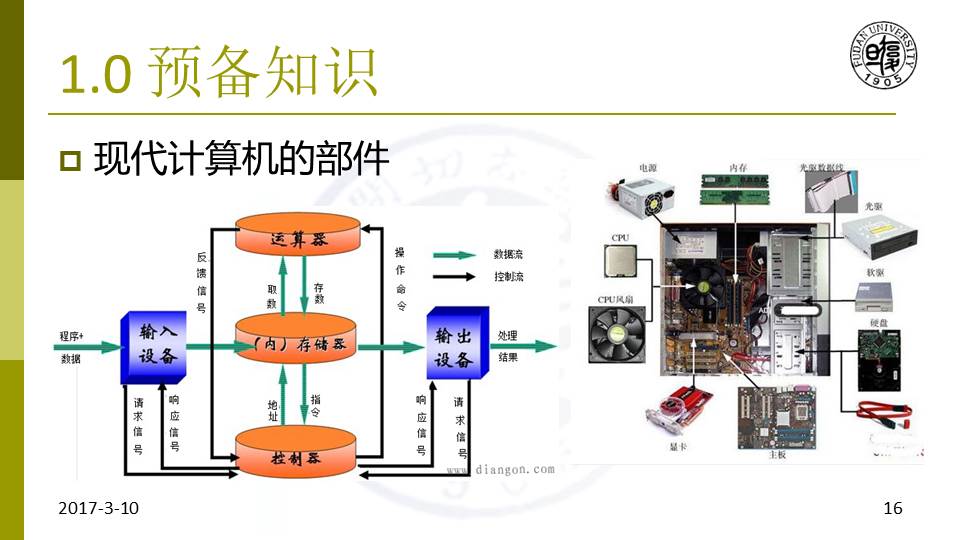 1.0 预备知识
FUDAN UNIVERSITY
1905
现代计算机的部件
运算器
反馈信号
操作命令
数据流
控制流
取数
存数
程序+
数据
输入
设备
(内)存储器
输出
设备
处理
结果
请求信号
响应信号
地址
指令
响应信号
请求信号
控制器
www.diangon.com
电源
内存
光驱数据线
光驱
CPU
软驱
CPU风扇
硬盘
显卡
主板
2017-3-10
16